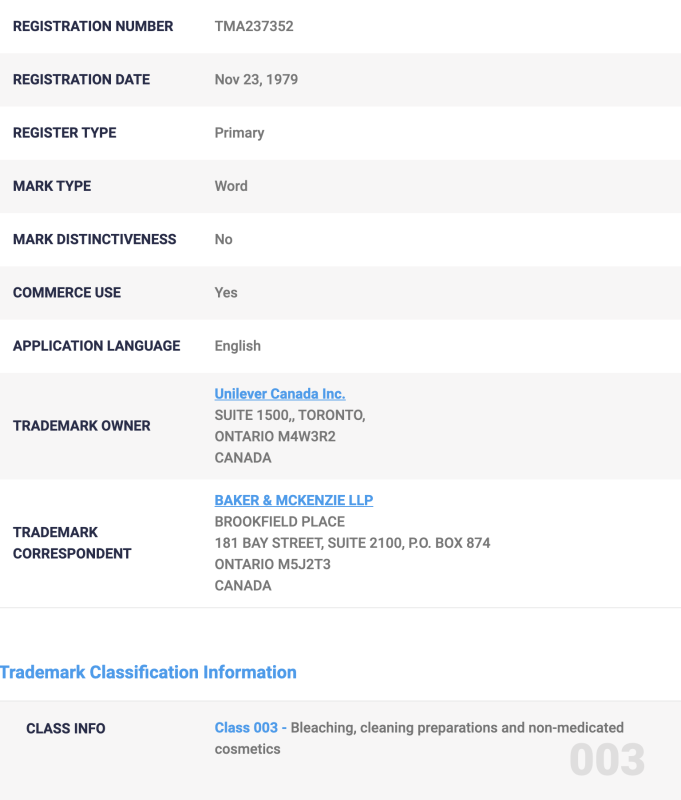 REGISTRATION NUMBER TMA237352
REGISTRATION DATE Nov 23, 1979
REGISTER TYPE Primary
MARK TYPE Word
MARK DISTINCTIVENESS No
COMMERCE USE Yes
APPLICATION LANGUAGE English
TRADEMARK OWNER
Unilever Canada Inc.
SUITE 1500,, TORONTO,
ONTARIO M4W3R2
CANADA
TRADEMARK
CORRESPONDENT
BAKER & MCKENZIE LLP
BROOKFIELD PLACE
181 BAY STREET, SUITE 2100, P.O. BOX 874
ONTARIO M5J2T3
CANADA
Trademark Classification Information
CLASS INFO
Class 003 - Bleaching, cleaning preparations and non-medicated
cosmetics
003